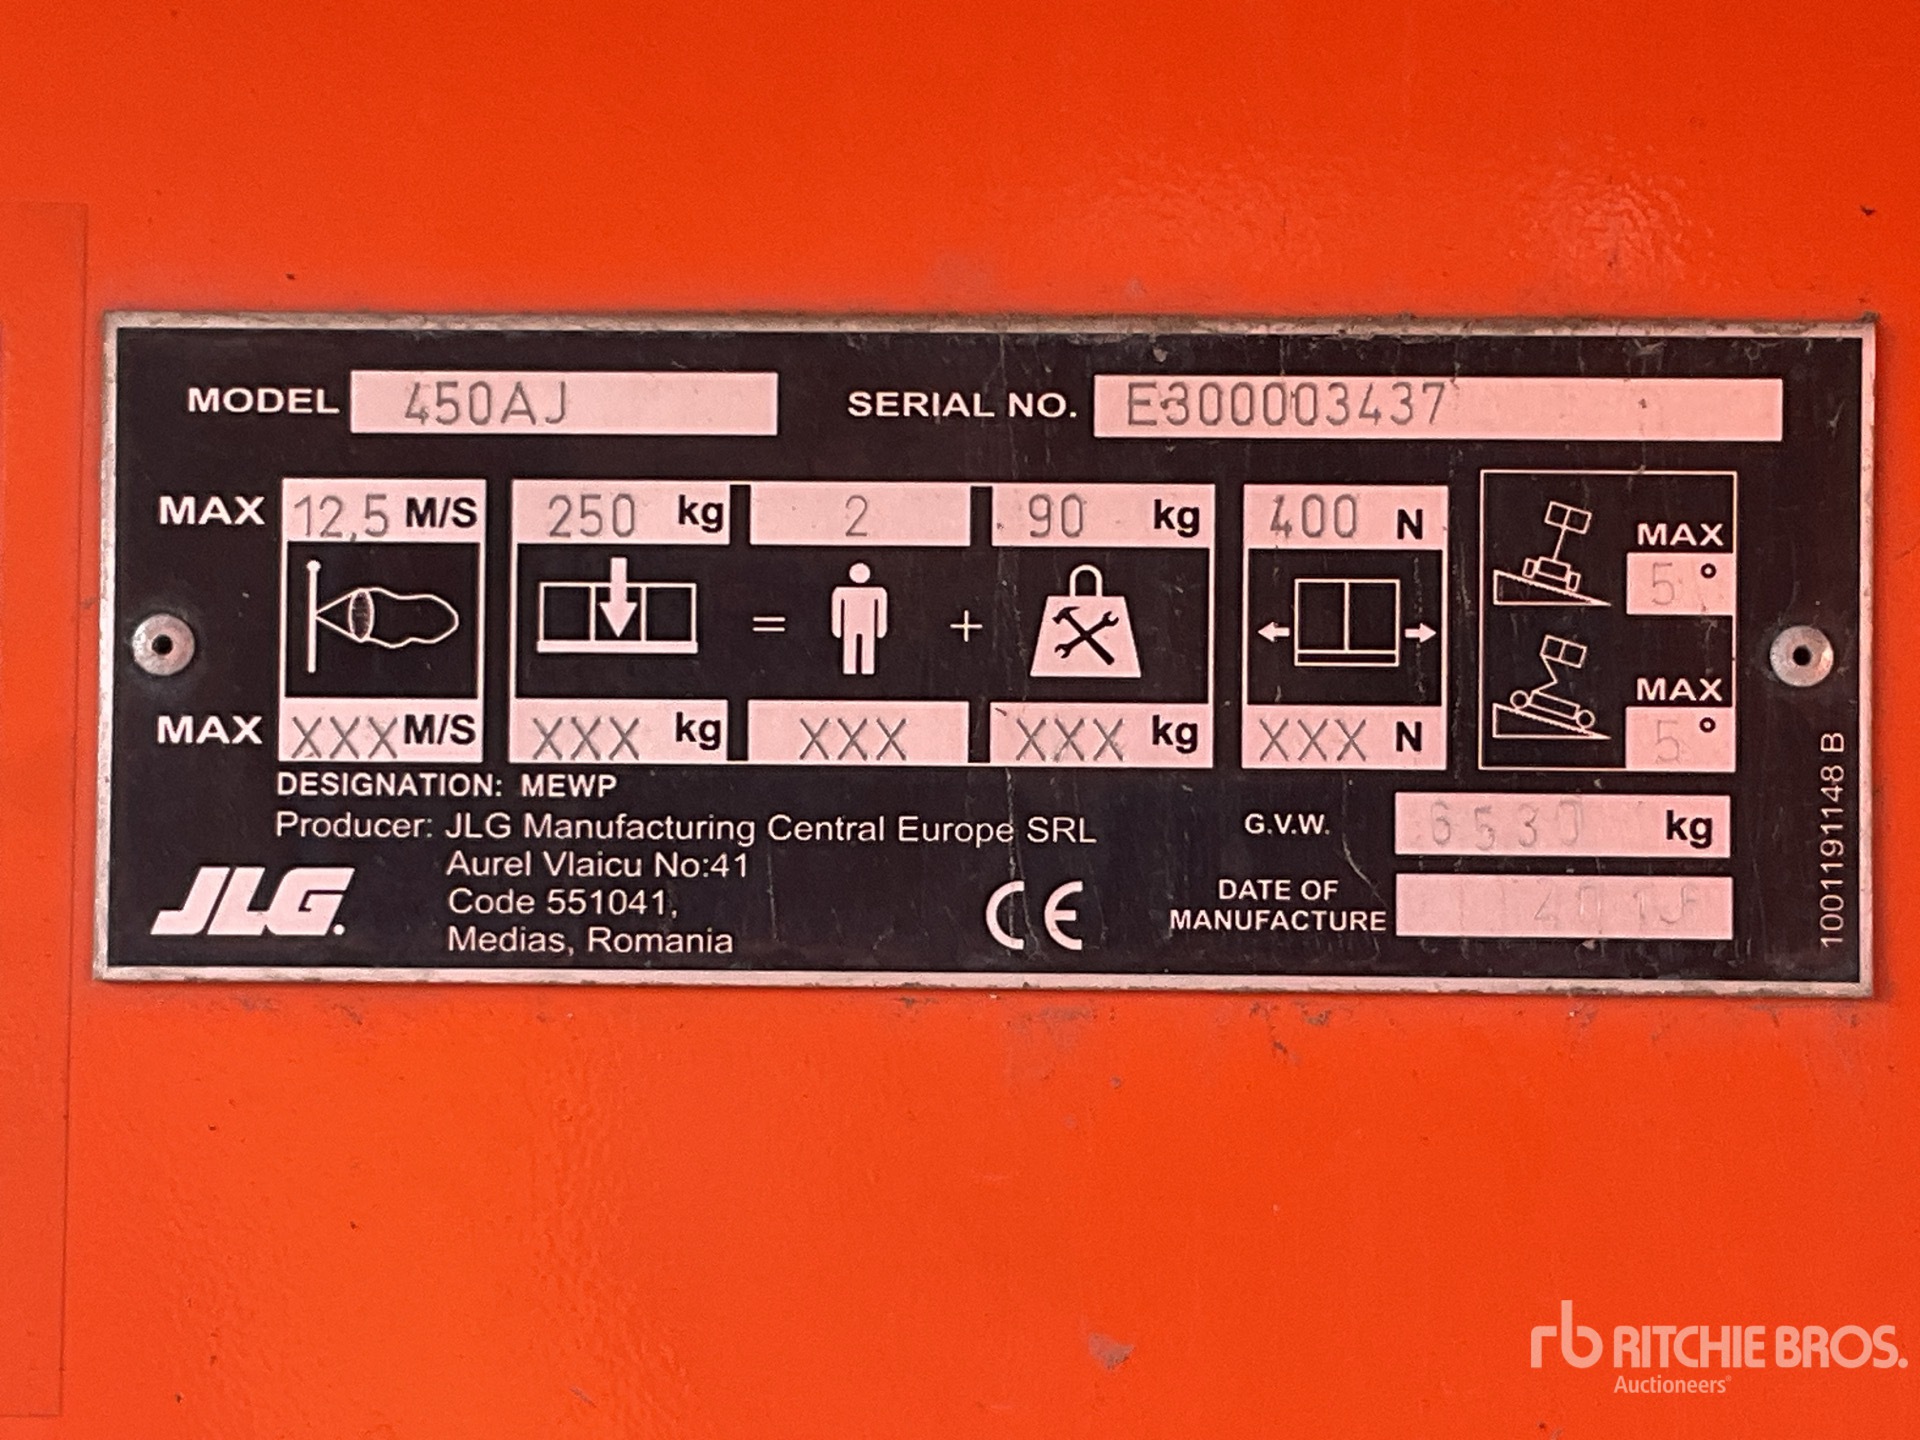 MODEL 450AJ SERIAL NO. E300003437
MAX 12,5 M/S 250 kg 2 90 kg 400 N
MAX
5 °
= +
MAX
5 °
MAX XXX M/S XXX kg XXX XXX kg XXX N
DESIGNATION: MEWP
Producer: JLG Manufacturing Central Europe SRL
Aurel Vlaicu No:41
Code 551041,
Medias, Romania
JLG.
CE
G.V.W. 6530 kg
DATE OF
MANUFACTURE
1001191148 B
rb RITCHIE BROS.
Auctioneers